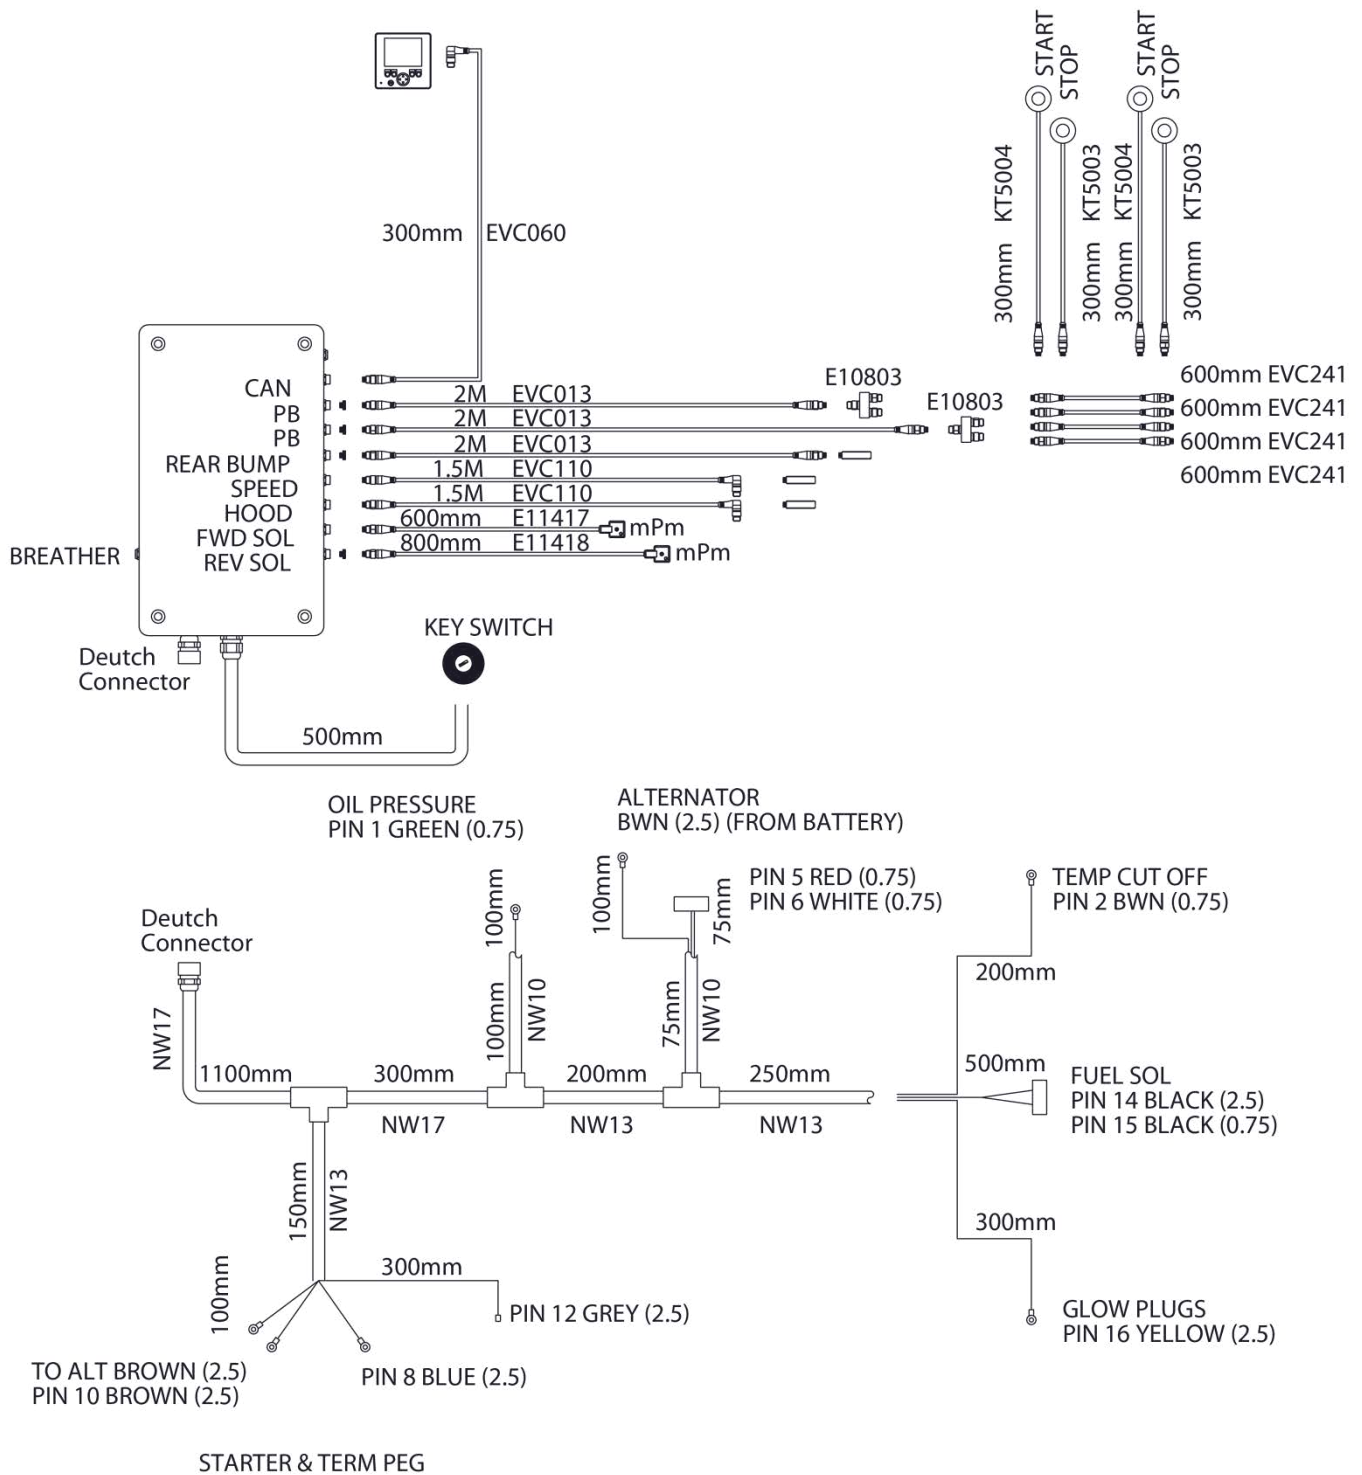 START
STOP
START
STOP
300mm KT5004
300mm KT5003
300mm KT5004
300mm KT5003
300mm EVC060
CAN
PB
PB
REAR BUMP
SPEED
HOOD
FWD SOL
REV SOL
BREATHER
2M EVC013
2M EVC013
2M EVC013
1.5M EVC110
1.5M EVC110
600mm E11417 mPm
800mm E11418 mPm
E10803
E10803
600mm EVC241
600mm EVC241
600mm EVC241
600mm EVC241
KEY SWITCH
Deutch
Connector
500mm
OIL PRESSURE
PIN 1 GREEN (0.75)
ALTERNATOR
BWN (2.5) (FROM BATTERY)
PIN 5 RED (0.75)
PIN 6 WHITE (0.75)
TEMP CUT OFF
PIN 2 BWN (0.75)
100mm
100mm
75mm
Deutch
Connector
200mm
NW17
100mm
NW10
75mm
NW10
1100mm
300mm
200mm
250mm
500mm
FUEL SOL
PIN 14 BLACK (2.5)
PIN 15 BLACK (0.75)
NW17
NW13
NW13
150mm
NW13
300mm
100mm
300mm
PIN 12 GREY (2.5)
GLOW PLUGS
PIN 16 YELLOW (2.5)
TO ALT BROWN (2.5)
PIN 10 BROWN (2.5)
PIN 8 BLUE (2.5)
STARTER & TERM PEG